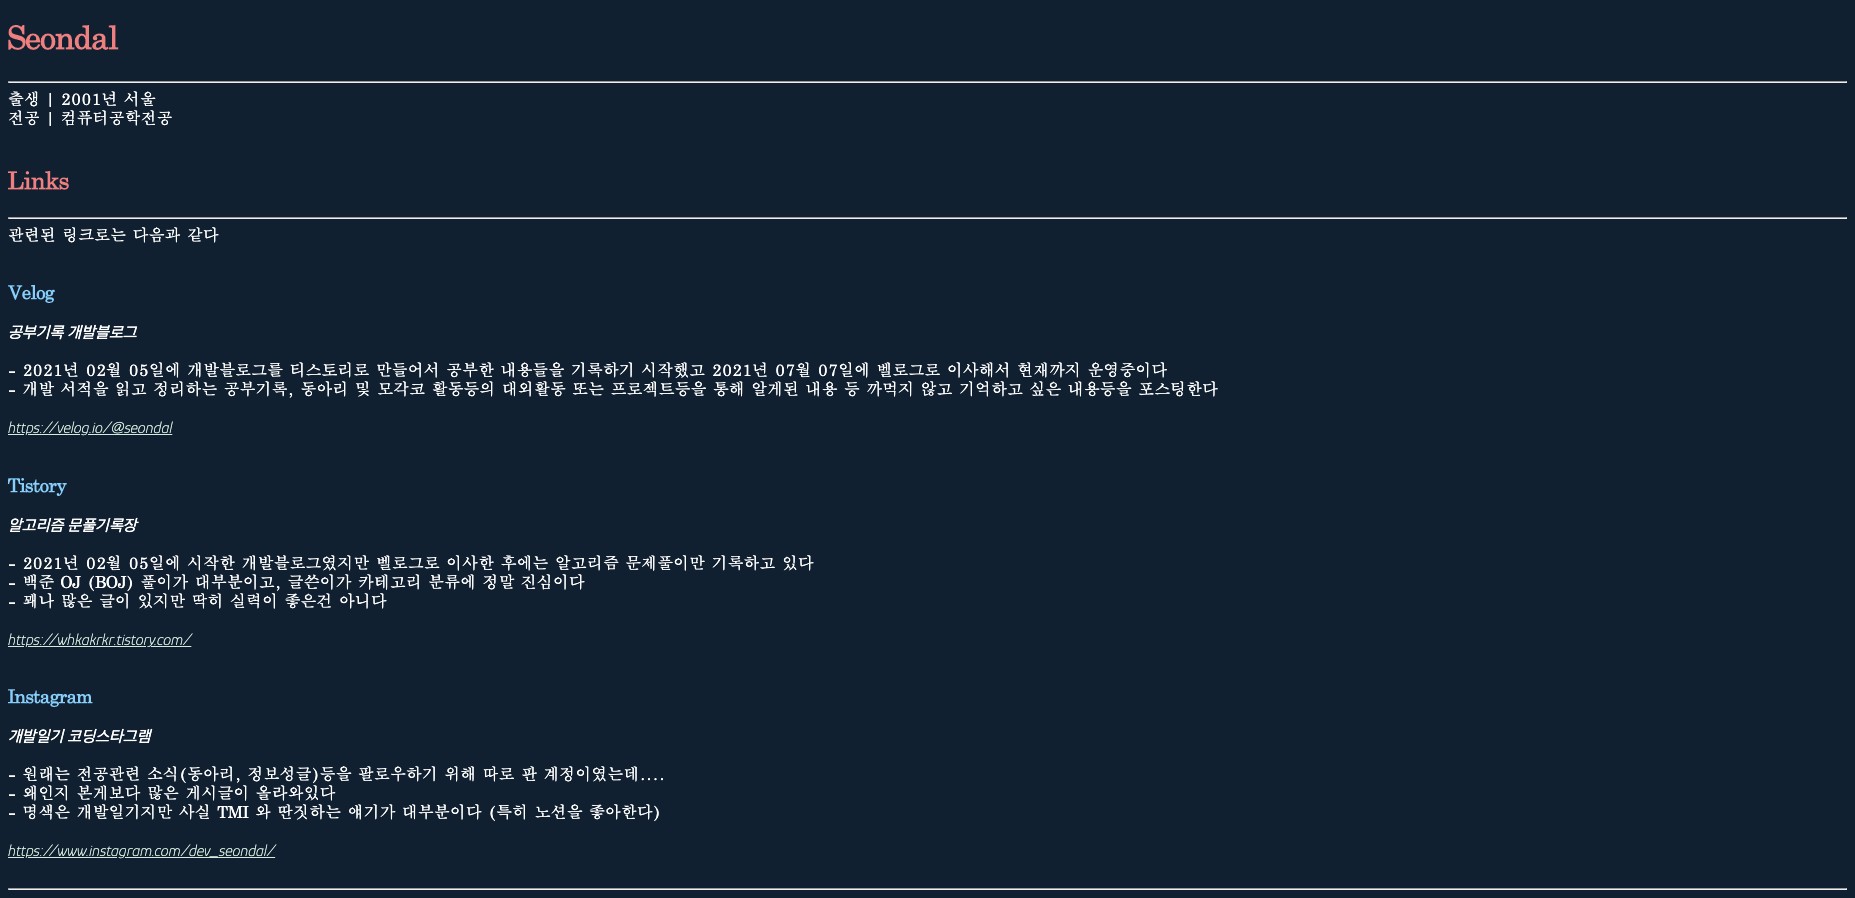 Seondal
출생 | 2001년 서울
전공 | 컴퓨터공학전공
Links
관련된 링크로는 다음과 같다
Velog
공부기록 개발블로그
- 2021년 02월 05일에 개발블로그를 티스토리로 만들어서 공부한 내용들을 기록하기 시작했고 2021년 07월 07일에 벨로그로 이사해서 현재까지 운영중이다
- 개발 서적을 읽고 정리하는 공부기록, 동아리 및 모각코 활동등의 대외활동 또는 프로젝트등을 통해 알게된 내용 등 까먹지 않고 기억하고 싶은 내용등을 포스팅한다
https://velog.io/@seondal
Tistory
알고리즘 문풀기록장
- 2021년 02월 05일에 시작한 개발블로그였지만 벨로그로 이사한 후에는 알고리즘 문제풀이만 기록하고 있다
- 백준 OJ (BOJ) 풀이가 대부분이고, 글쓴이가 카테고리 분류에 정말 진심이다
- 꽤나 많은 글이 있지만 딱히 실력이 좋은건 아니다
https://whkakrkr.tistory.com/
Instagram
개발일기 코딩스타그램
- 원래는 전공관련 소식(동아리, 정보성글)등을 팔로우하기 위해 따로 판 계정이였는데....
- 왜인지 본계보다 많은 게시글이 올라와있다
- 명색은 개발일기지만 사실 TMI 와 딴짓하는 얘기가 대부분이다 (특히 노션을 좋아한다)
https://www.instagram.com/dev_seondal/